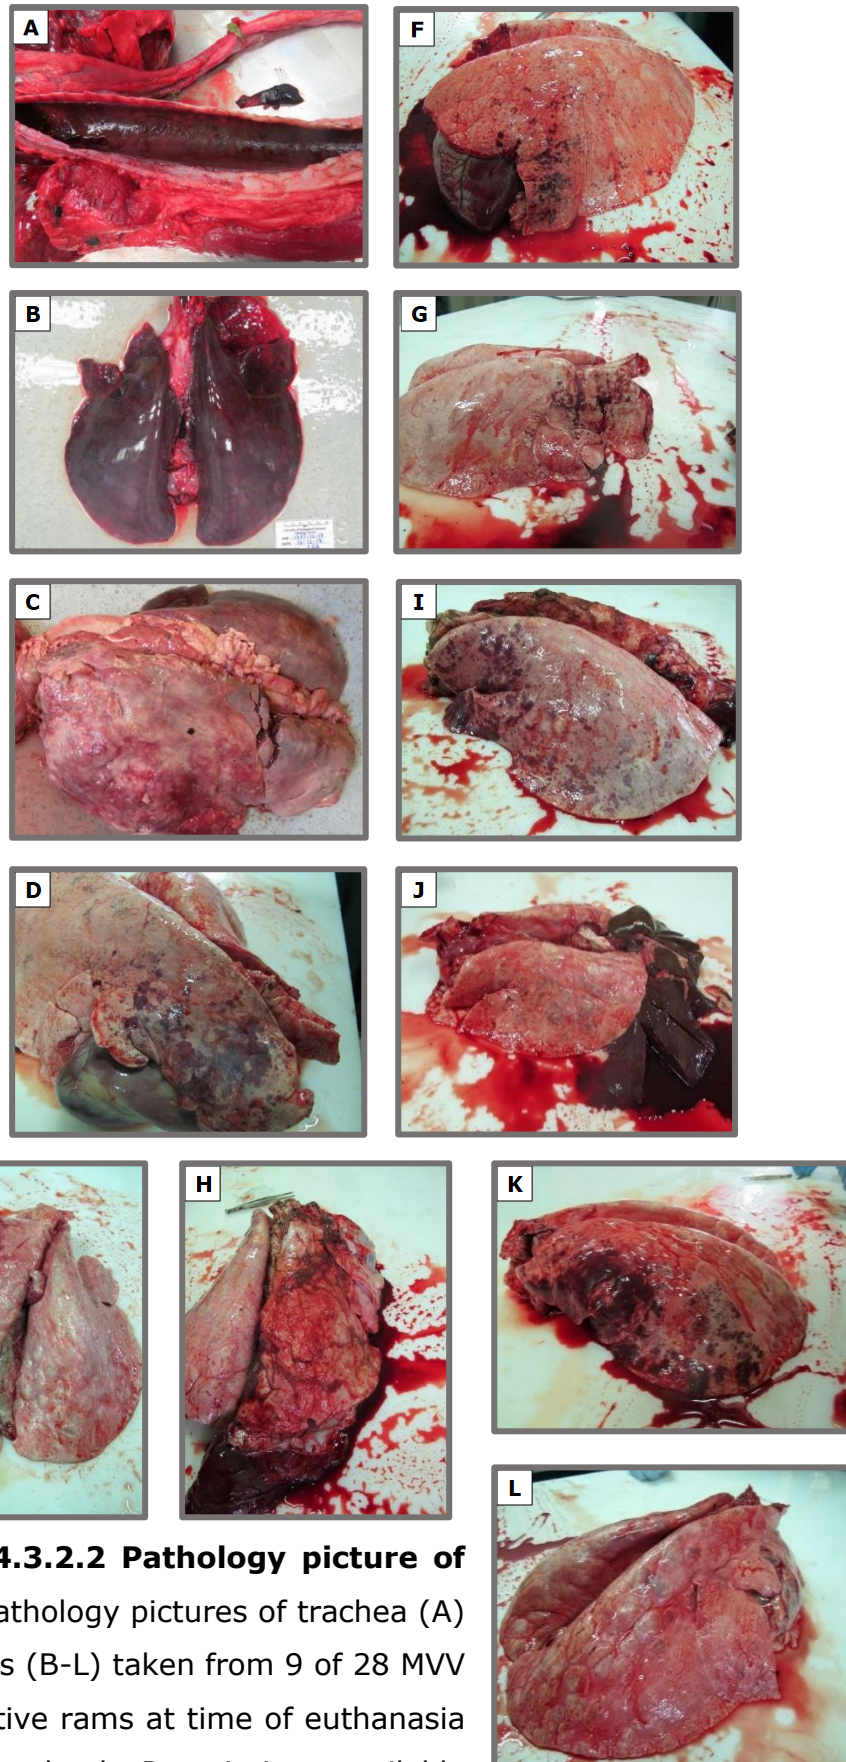 A
F
B
G
C
I
D
J
H
K
L
4.3.2.2 Pathology picture of
athology pictures of trachea (A)
s (B-L) taken from 9 of 28 MVV
tive rams at time of euthanasia